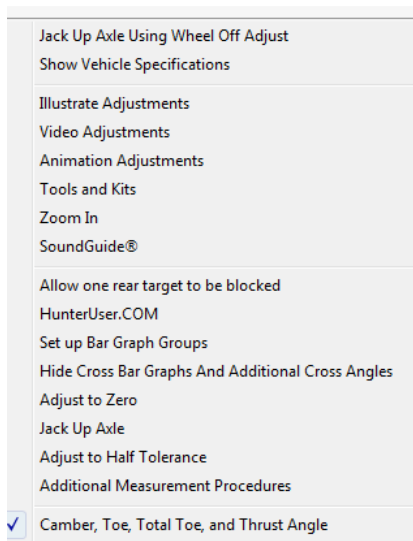 Jack Up Axle Using Wheel Off Adjust
Show Vehicle Specifications
Illustrate Adjustments
Video Adjustments
Animation Adjustments
Tools and Kits
Zoom In
SoundGuide®
Allow one rear target to be blocked
HunterUser.COM
Set up Bar Graph Groups
Hide Cross Bar Graphs And Additional Cross Angles
Adjust to Zero
Jack Up Axle
Adjust to Half Tolerance
Additional Measurement Procedures
Camber, Toe, Total Toe, and Thrust Angle